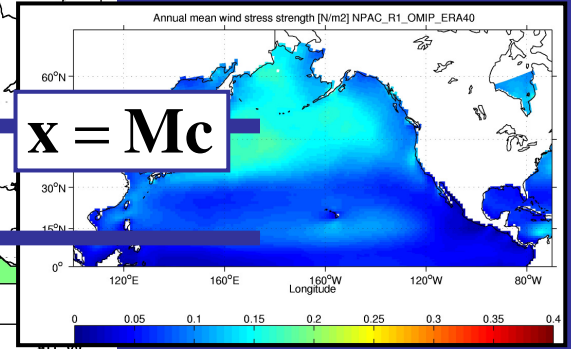 Annual mean wind stress strength [N/m2] NPAC_R1_OMIP_ERA40
60°N
x = Mc
30°N
15°N
0°
120°E 160°E 160°W 120°W 80°W
Longitude
0 0.05 0.1 0.15 0.2 0.25 0.3 0.35 0.4